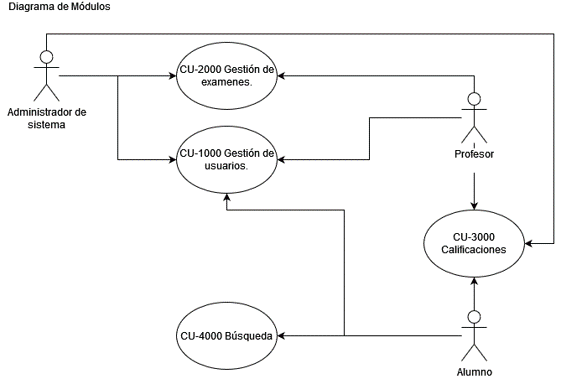 Diagrama de Módulos
CU-2000 Gestión de
examenes.
Administrador de
sistema
CU-1000 Gestión de
usuarios.
Profesor
CU-3000
Calificaciones
CU-4000 Búsqueda
Alumno